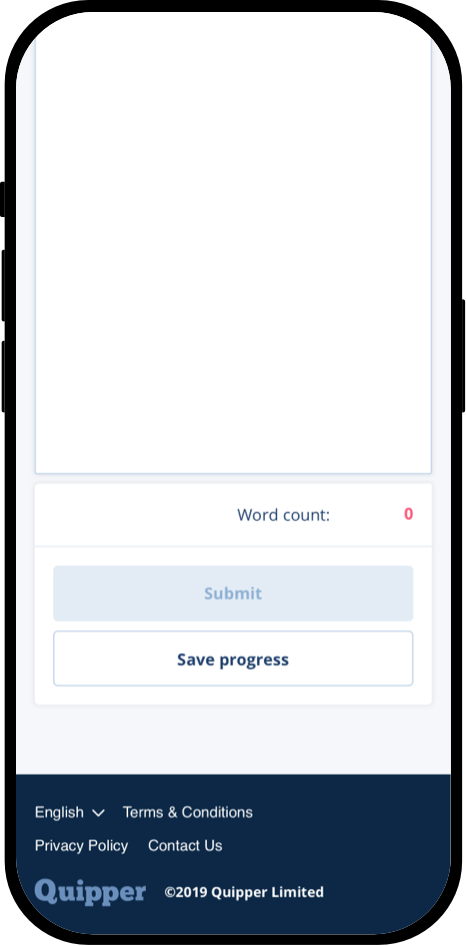 Word count: 0
Submit
Save progress
English Terms & Conditions
Privacy Policy Contact Us
Quipper ©2019 Quipper Limited